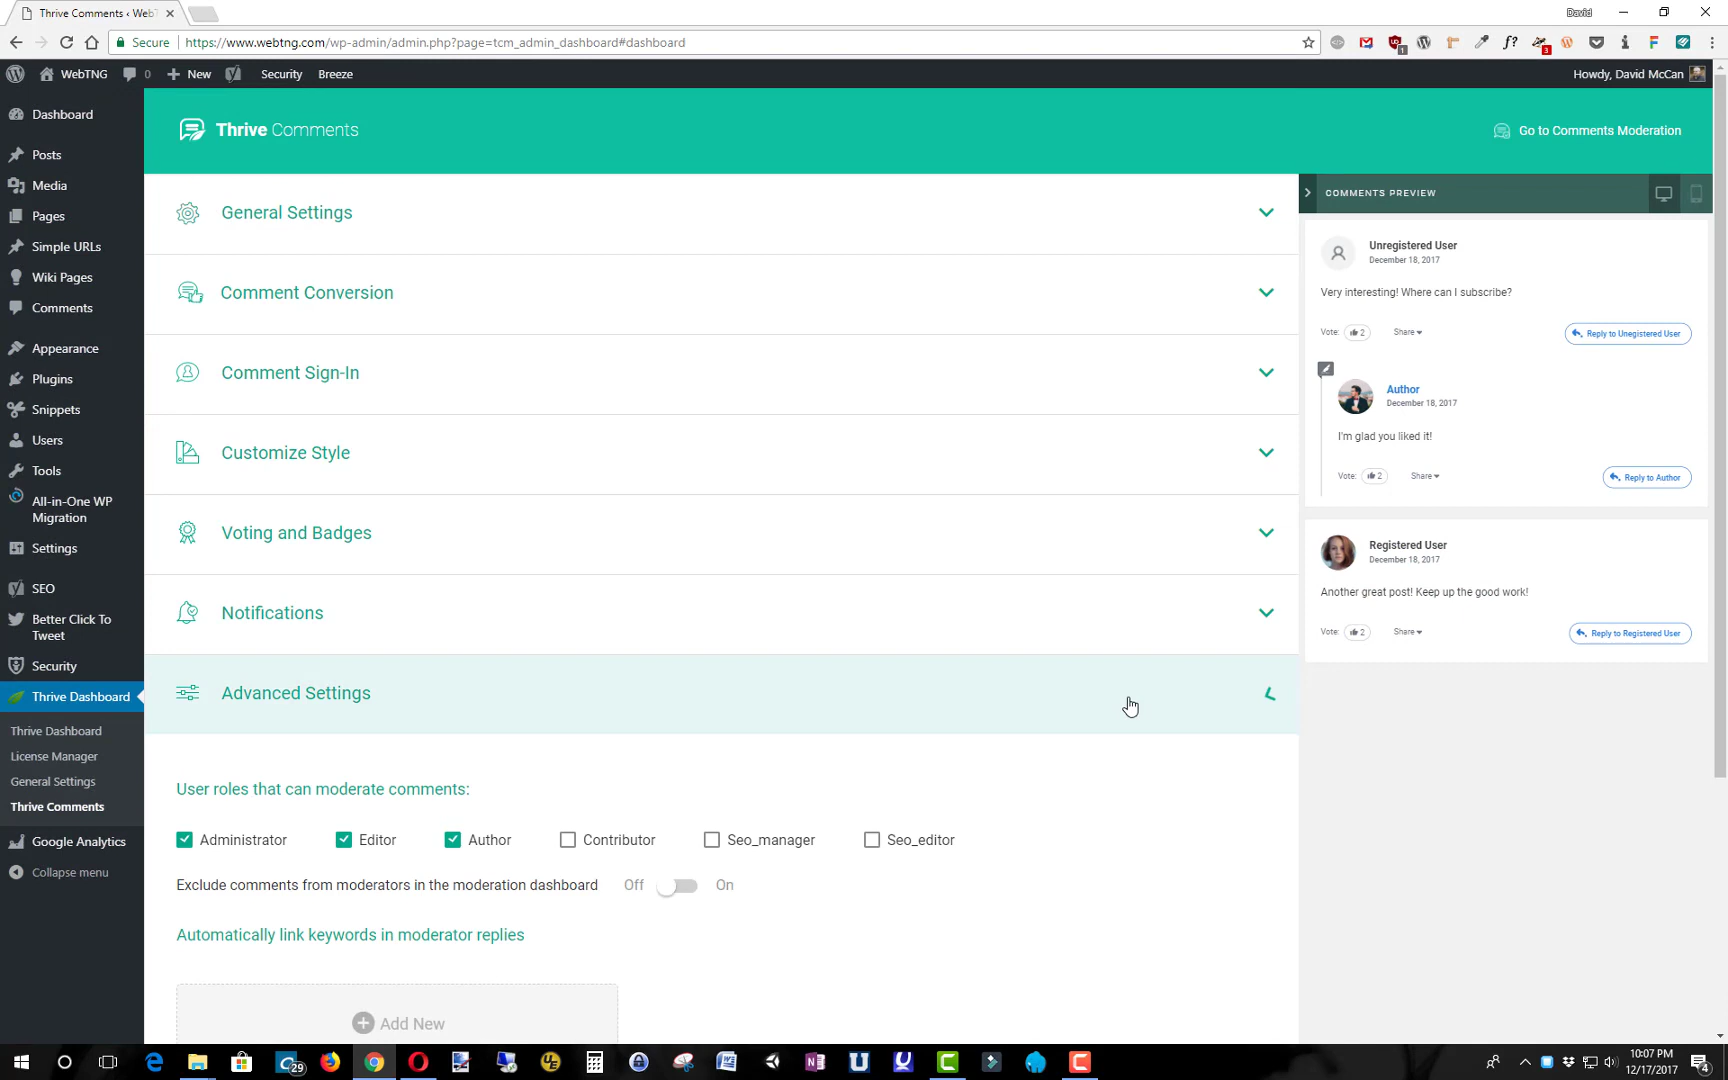 Thrive Comments ‹ WebT
David
Secure
https://www.webtng.com/wp-admin/admin.php?page=tcm_admin_dashboard#dashboard
WebTNG
0
New
Security
Breeze
Howdy, David McCan
Dashboard
Posts
Media
Pages
Simple URLs
Wiki Pages
Comments
Appearance
Plugins
Snippets
Users
Tools
All-in-One WP
Migration
Settings
SEO
Better Click To
Tweet
Security
Thrive Dashboard
Thrive Dashboard
License Manager
General Settings
Thrive Comments
Google Analytics
Collapse menu
Thrive Comments
Go to Comments Moderation
General Settings
Comment Conversion
Comment Sign-In
Customize Style
Voting and Badges
Notifications
Advanced Settings
User roles that can moderate comments:
Administrator
Editor
Author
Contributor
Seo_manager
Seo_editor
Exclude comments from moderators in the moderation dashboard
Off
On
Automatically link keywords in moderator replies
Add New
COMMENTS PREVIEW
Unregistered User
December 18, 2017
Very interesting! Where can I subscribe?
Vote: 2
Share
Reply to Unegistered User
Author
December 18, 2017
I'm glad you liked it!
Vote: 2
Share
Reply to Author
Registered User
December 18, 2017
Another great post! Keep up the good work!
Vote: 2
Share
Reply to Registered User
29
10:07 PM
12/17/2017
4